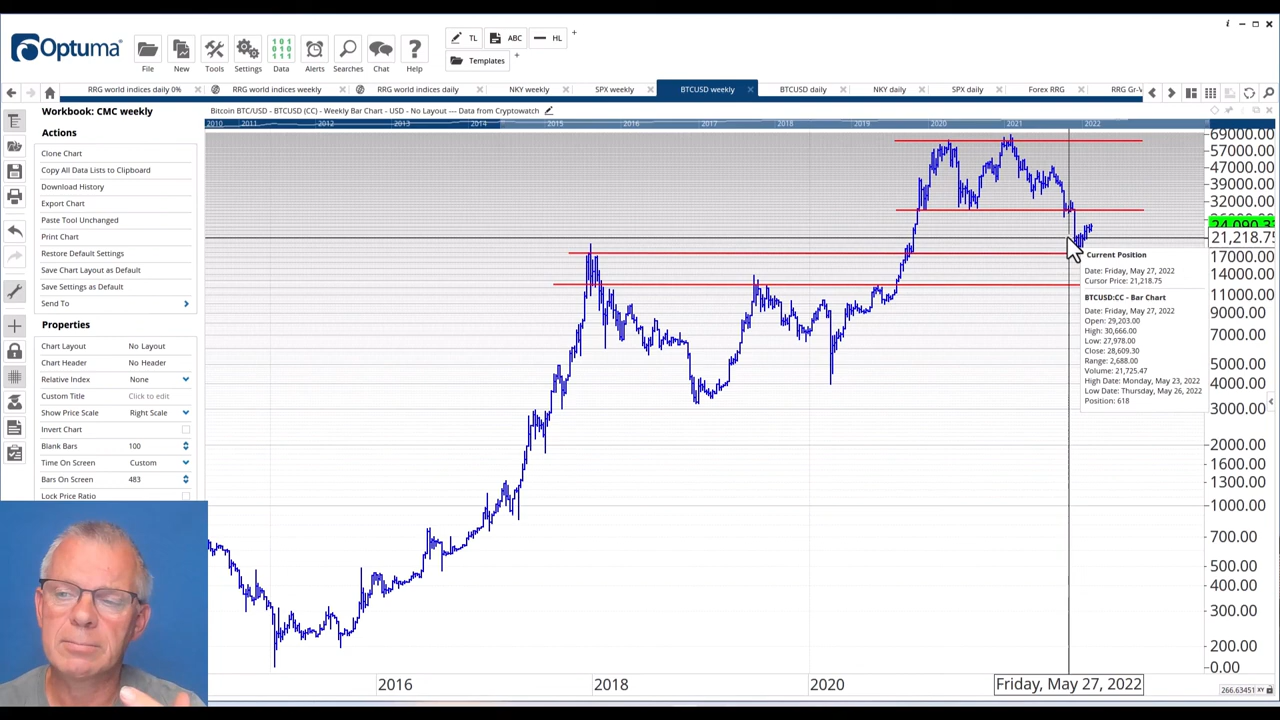 Optuma
File
New
Tools
Settings
Data
Alerts
Searches
Chat
Help
TL
ABC
HL
Templates
RRG world indices daily 0%
RRG world indices weekly
RRG world indices daily
NKY weekly
SPX weekly
BTCUSD weekly
BTCUSD daily
NKY daily
SPX daily
Forex RRG
RRG Gr-V
Workbook: CMC weekly
Bitcoin BTC/USD - BTCUSD (CC) - Weekly Bar Chart - USD - No Layout — Data from Cryptowatch
2010 2011 2012 2013 2014 2015 2016 2017 2018 2019 2020 2021 2022
Actions
Clone Chart
Copy All Data Lists to Clipboard
Download History
Export Chart
Paste Tool Unchanged
Print Chart
Restore Default Settings
Save Chart Layout as Default
Save Settings as Default
Send To
Properties
Chart Layout No Layout
Chart Header No Header
Relative Index None
Custom Title Click to edit
Show Price Scale Right Scale
Invert Chart
Blank Bars 100
Time On Screen Custom
Bars On Screen 483
Lock Price Ratio
Current Position
Date: Friday, May 27, 2022
Cursor Price: 21,218.75
BTCUSD:CC - Bar Chart
Date: Friday, May 27, 2022
Open: 29,203.00
High: 30,666.00
Low: 27,978.00
Close: 28,609.30
Range: 2,688.00
Volume: 21,725.47
High Date: Monday, May 23, 2022
Low Date: Thursday, May 26, 2022
Position: 618
69000.00
57000.00
47000.00
39000.00
32000.00
21,218.75
17000.00
14000.00
11000.00
9000.00
7000.00
5000.00
4000.00
3000.00
2000.00
1600.00
1300.00
1000.00
700.00
500.00
400.00
300.00
200.00
0.00
2016
2018
2020
Friday, May 27, 2022
266.63451 XY